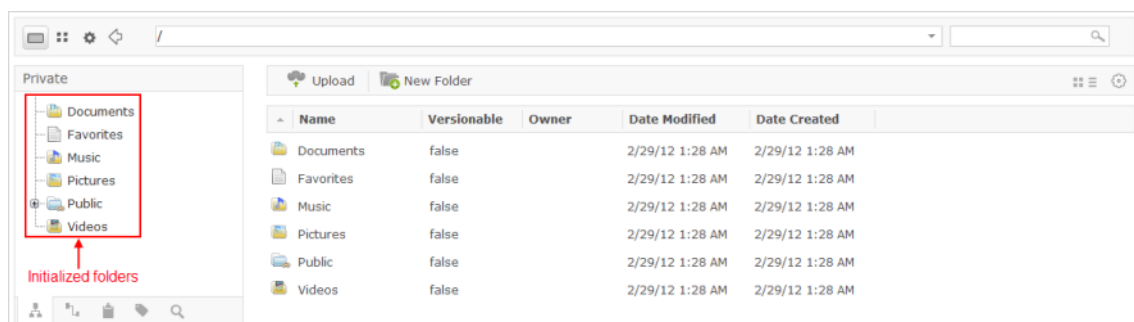 /
Private
Upload New Folder
Documents
Favorites
Music
Pictures
Public
Videos
Initialized folders
Name Versionable Owner Date Modified Date Created
Documents false 2/29/12 1:28 AM 2/29/12 1:28 AM
Favorites false 2/29/12 1:28 AM 2/29/12 1:28 AM
Music false 2/29/12 1:28 AM 2/29/12 1:28 AM
Pictures false 2/29/12 1:28 AM 2/29/12 1:28 AM
Public false 2/29/12 1:28 AM 2/29/12 1:28 AM
Videos false 2/29/12 1:28 AM 2/29/12 1:28 AM